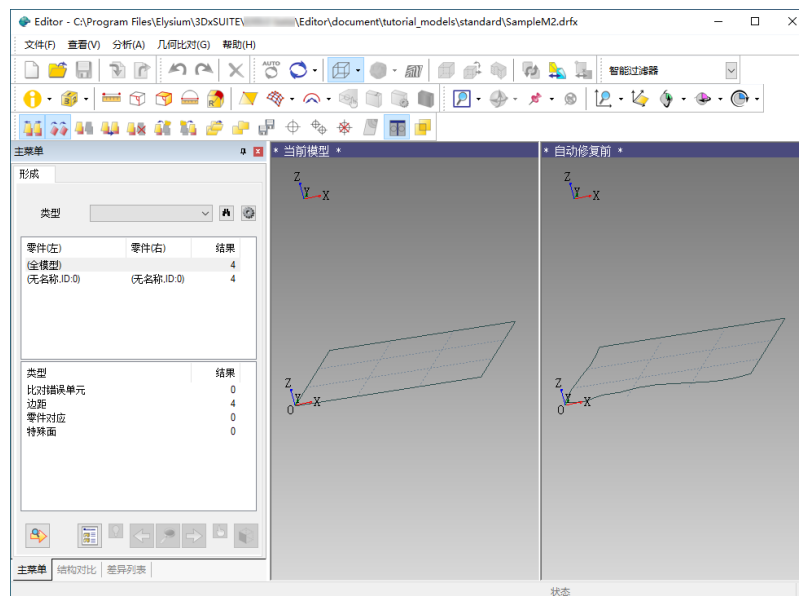 Editor - C:\Program Files\Elysium\3DxSUITE\ \Editor\document\tutorial_models\standard\SampleM2.drfx
文件(F) 查看(V) 分析(A) 几何比对(G) 帮助(H)
AUTO 智能过滤器
主菜单
* 当前模型 *
* 自动修复前 *
形成
类型
零件(左) 零件(右) 结果
(全模型) 4
(无名称,ID:0) (无名称,ID:0) 4
类型 结果
比对错误单元 0
边距 4
零件对应 0
特殊面 0
Z
Y X
Z
Y X
O
Z
Y X
Z
Y X
O
主菜单 结构对比 差异列表
状态